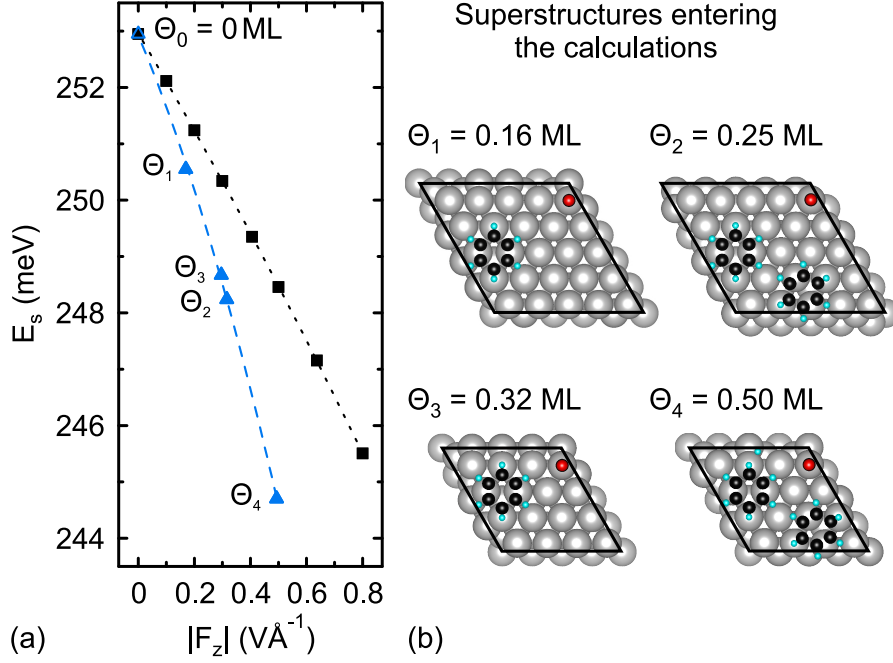 Θ₀ = 0 ML
252
250
248
246
244
Eₛ (meV)
Θ₁
Θ₃
Θ₂
Θ₄
0 0.2 0.4 0.6 0.8
|F_z| (VÅ⁻¹)
(a)
Superstructures entering
the calculations
Θ₁ = 0.16 ML
Θ₂ = 0.25 ML
Θ₃ = 0.32 ML
Θ₄ = 0.50 ML
(b)